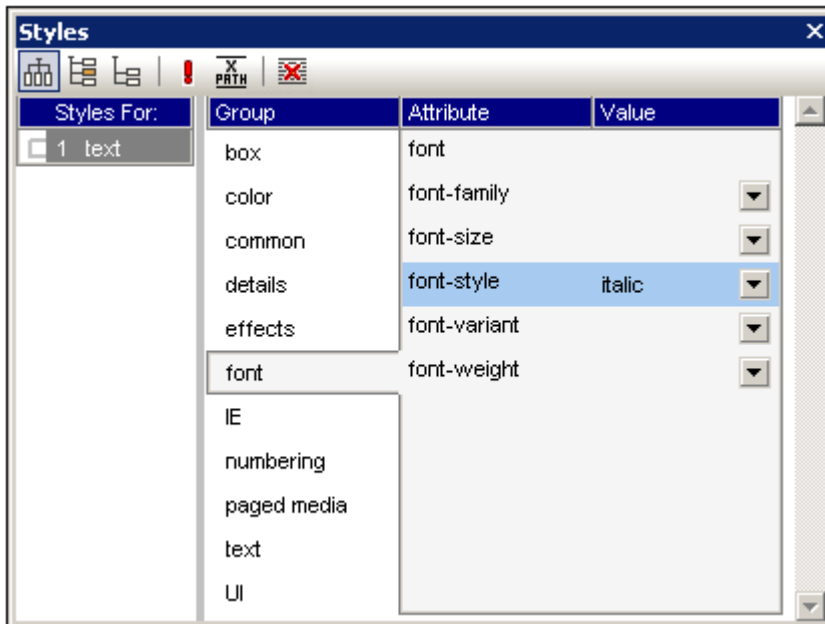 Styles
X
PATH
Styles For: Group Attribute Value
1 text
box font
color font-family
common font-size
details font-style italic
effects font-variant
font font-weight
IE
numbering
paged media
text
UI